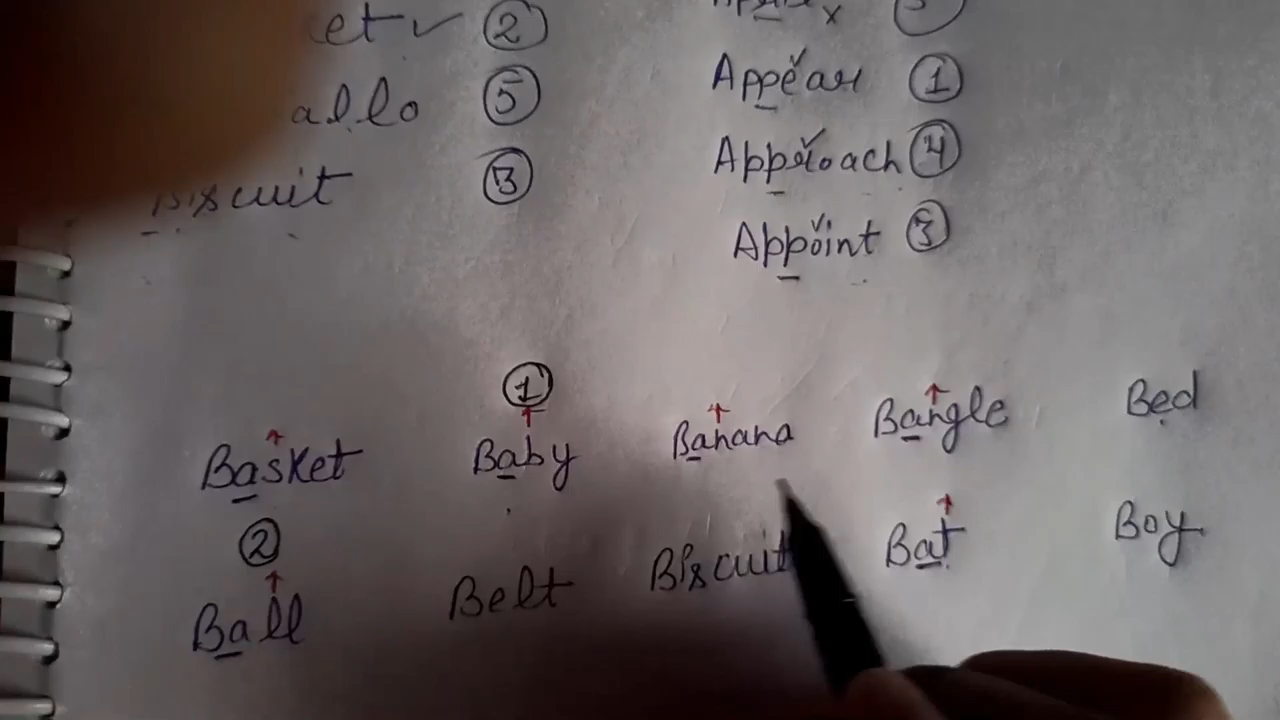 et ✓ ②
allo ⑤
Biscuit ③
Appear ①
Approach ④
Appoint ③
①
Basket Baby Banana Bangle Bed
②
Ball Belt Biscuit Bat Boy